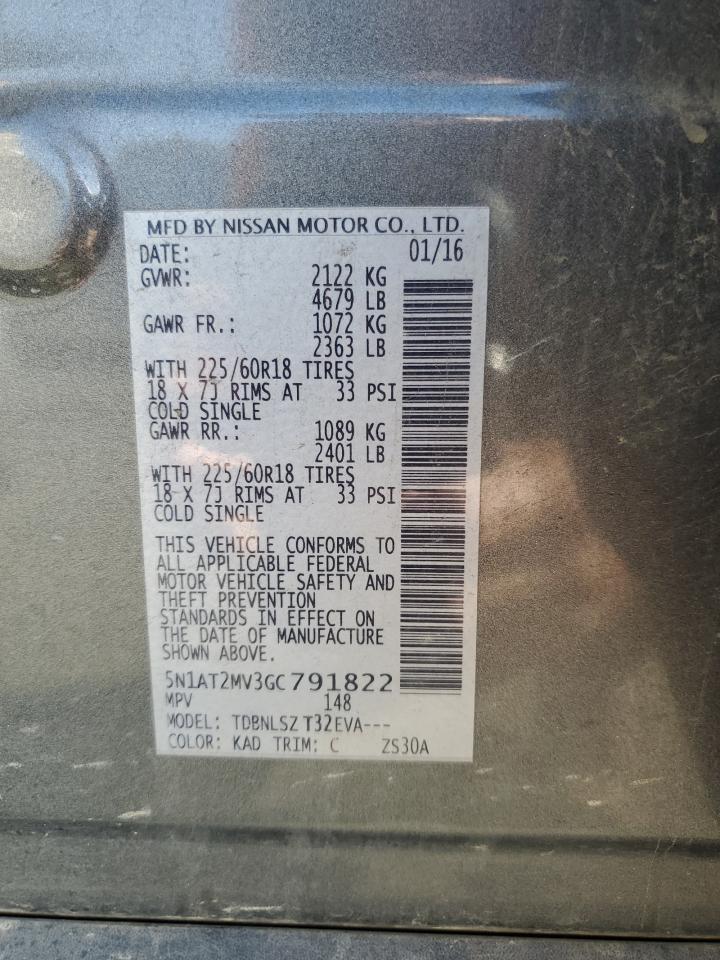 MFD BY NISSAN MOTOR CO., LTD.
DATE: 01/16
GVWR: 2122 KG
4679 LB
GAWR FR.: 1072 KG
2363 LB
WITH 225/60R18 TIRES
18 X 7J RIMS AT 33 PSI
COLD SINGLE
GAWR RR.: 1089 KG
2401 LB
WITH 225/60R18 TIRES
18 X 7J RIMS AT 33 PSI
COLD SINGLE
THIS VEHICLE CONFORMS TO
ALL APPLICABLE FEDERAL
MOTOR VEHICLE SAFETY AND
THEFT PREVENTION
STANDARDS IN EFFECT ON
THE DATE OF MANUFACTURE
SHOWN ABOVE.
5N1AT2MV3GC791822
MPV 148
MODEL: TDBNLSZ T32EVA---
COLOR: KAD TRIM: C ZS30A